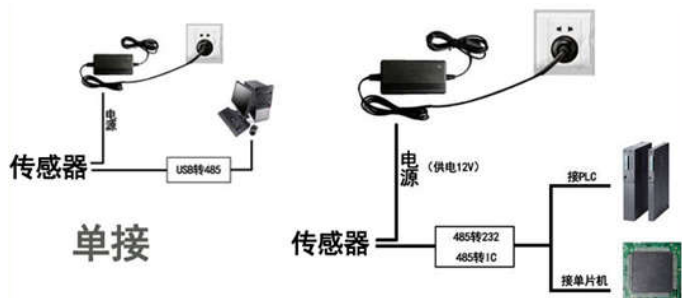 电源
传感器
USB转485
单接
电源
(供电12V)
接PLC
传感器
485转232
485转IC
接单片机